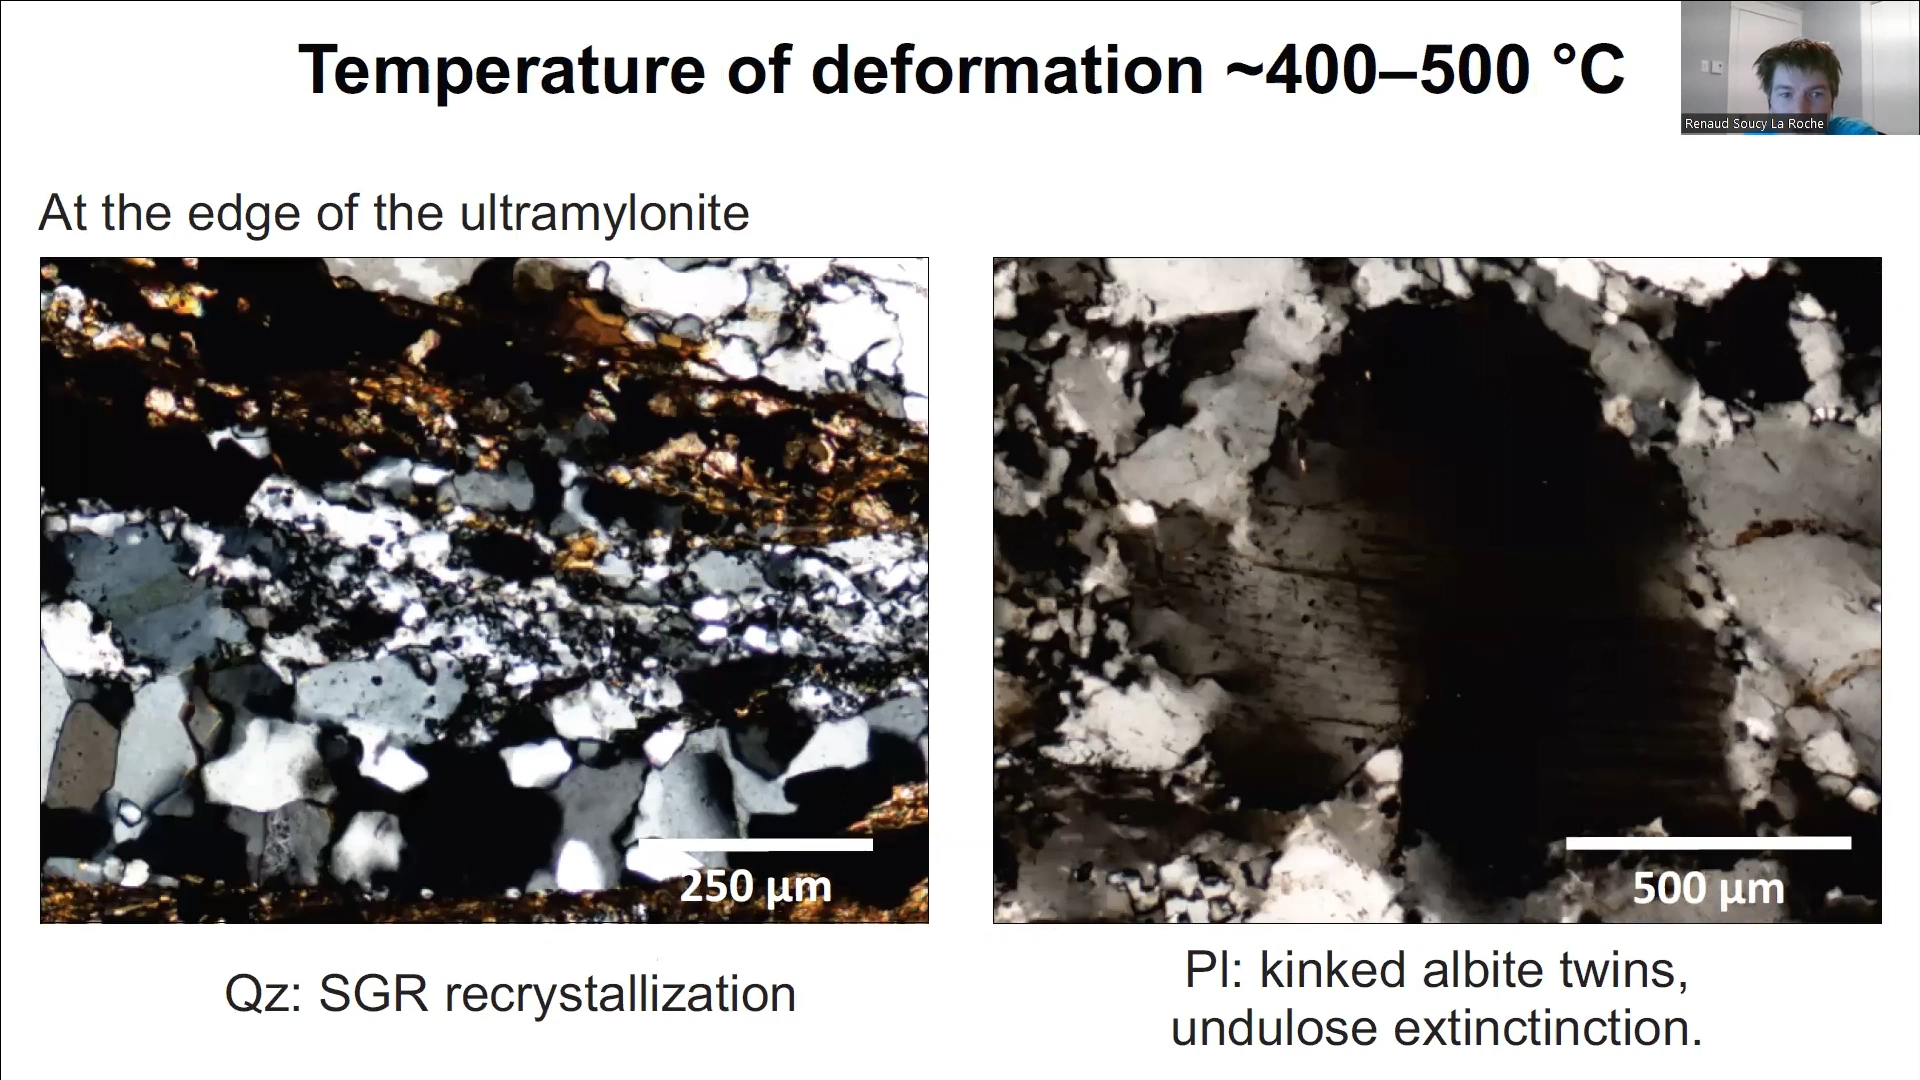 Temperature of deformation ~400–500 °C
Renaud Soucy La Roche
At the edge of the ultramylonite
250 µm
500 µm
Qz: SGR recrystallization
Pl: kinked albite twins,
undulose extinctinction.